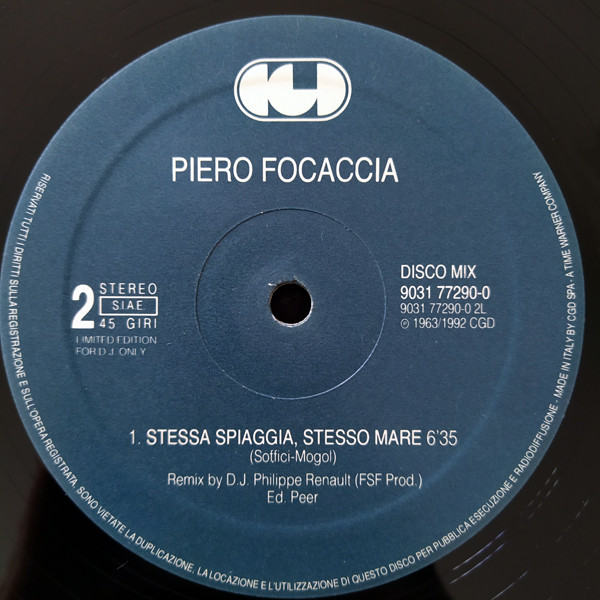 PIERO FOCACCIA
2
STEREO
S.I.A.E.
45 GIRI
LIMITED EDITION
FOR D.J. ONLY
DISCO MIX
9031 77290-0
9031 77290-0 2L
℗ 1963/1992 CGD
1. STESSA SPIAGGIA, STESSO MARE 6'35
(Soffici-Mogol)
Remix by D.J. Philippe Renault (FSF Prod.)
Ed. Peer
RISERVATI TUTTI I DIRITTI SULLA REGISTRAZIONE E SULL'OPERA REGISTRATA. SONO VIETATE LA DUPLICAZIONE, LA LOCAZIONE E L'UTILIZZAZIONE DI QUESTO DISCO PER PUBBLICA ESECUZIONE E RADIODIFFUSIONE - MADE IN ITALY BY CGD SPA - A TIME WARNER COMPANY